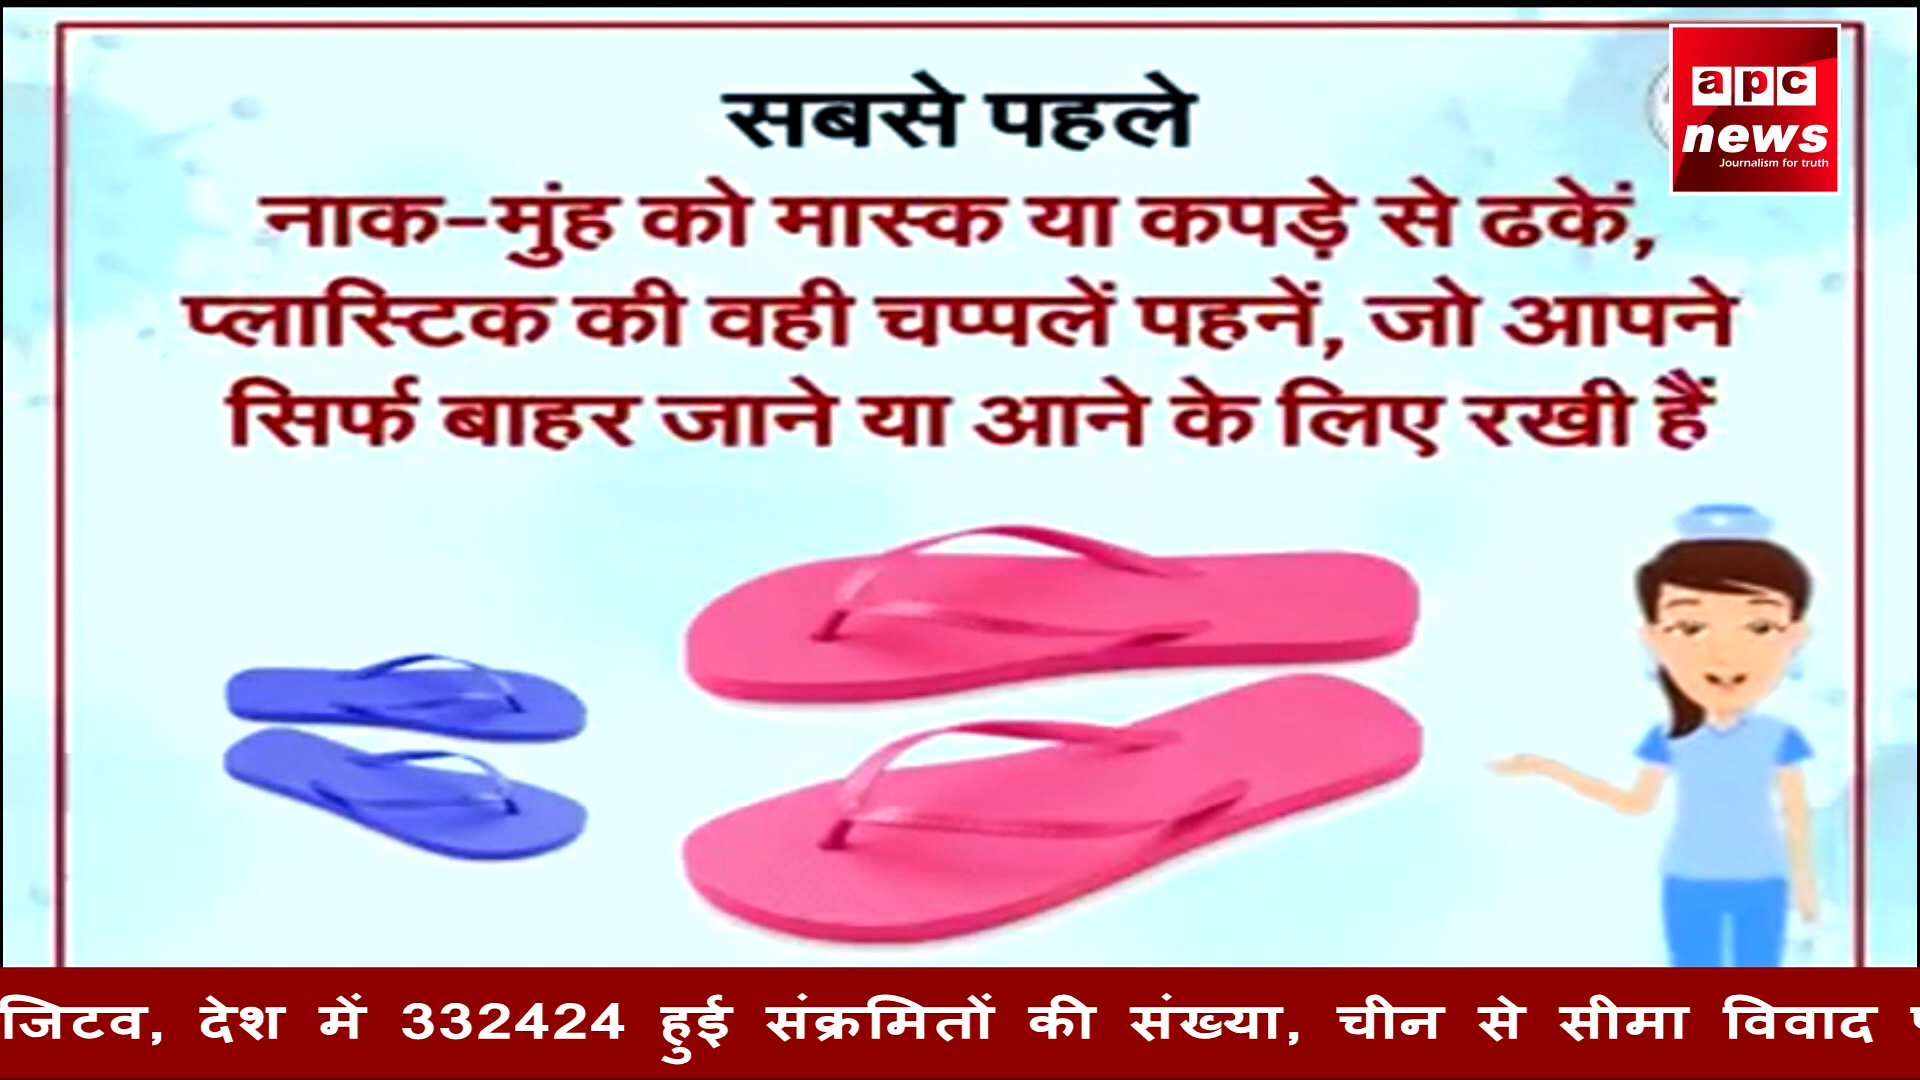 apc
news
Journalism for truth
सबसे पहले
नाक-मुंह को मास्क या कपड़े से ढकें,
प्लास्टिक की वही चप्पलें पहनें, जो आपने
सिर्फ बाहर जाने या आने के लिए रखी हैं
जिटव, देश में 332424 हुई संक्रमितों की संख्या, चीन से सीमा विवाद